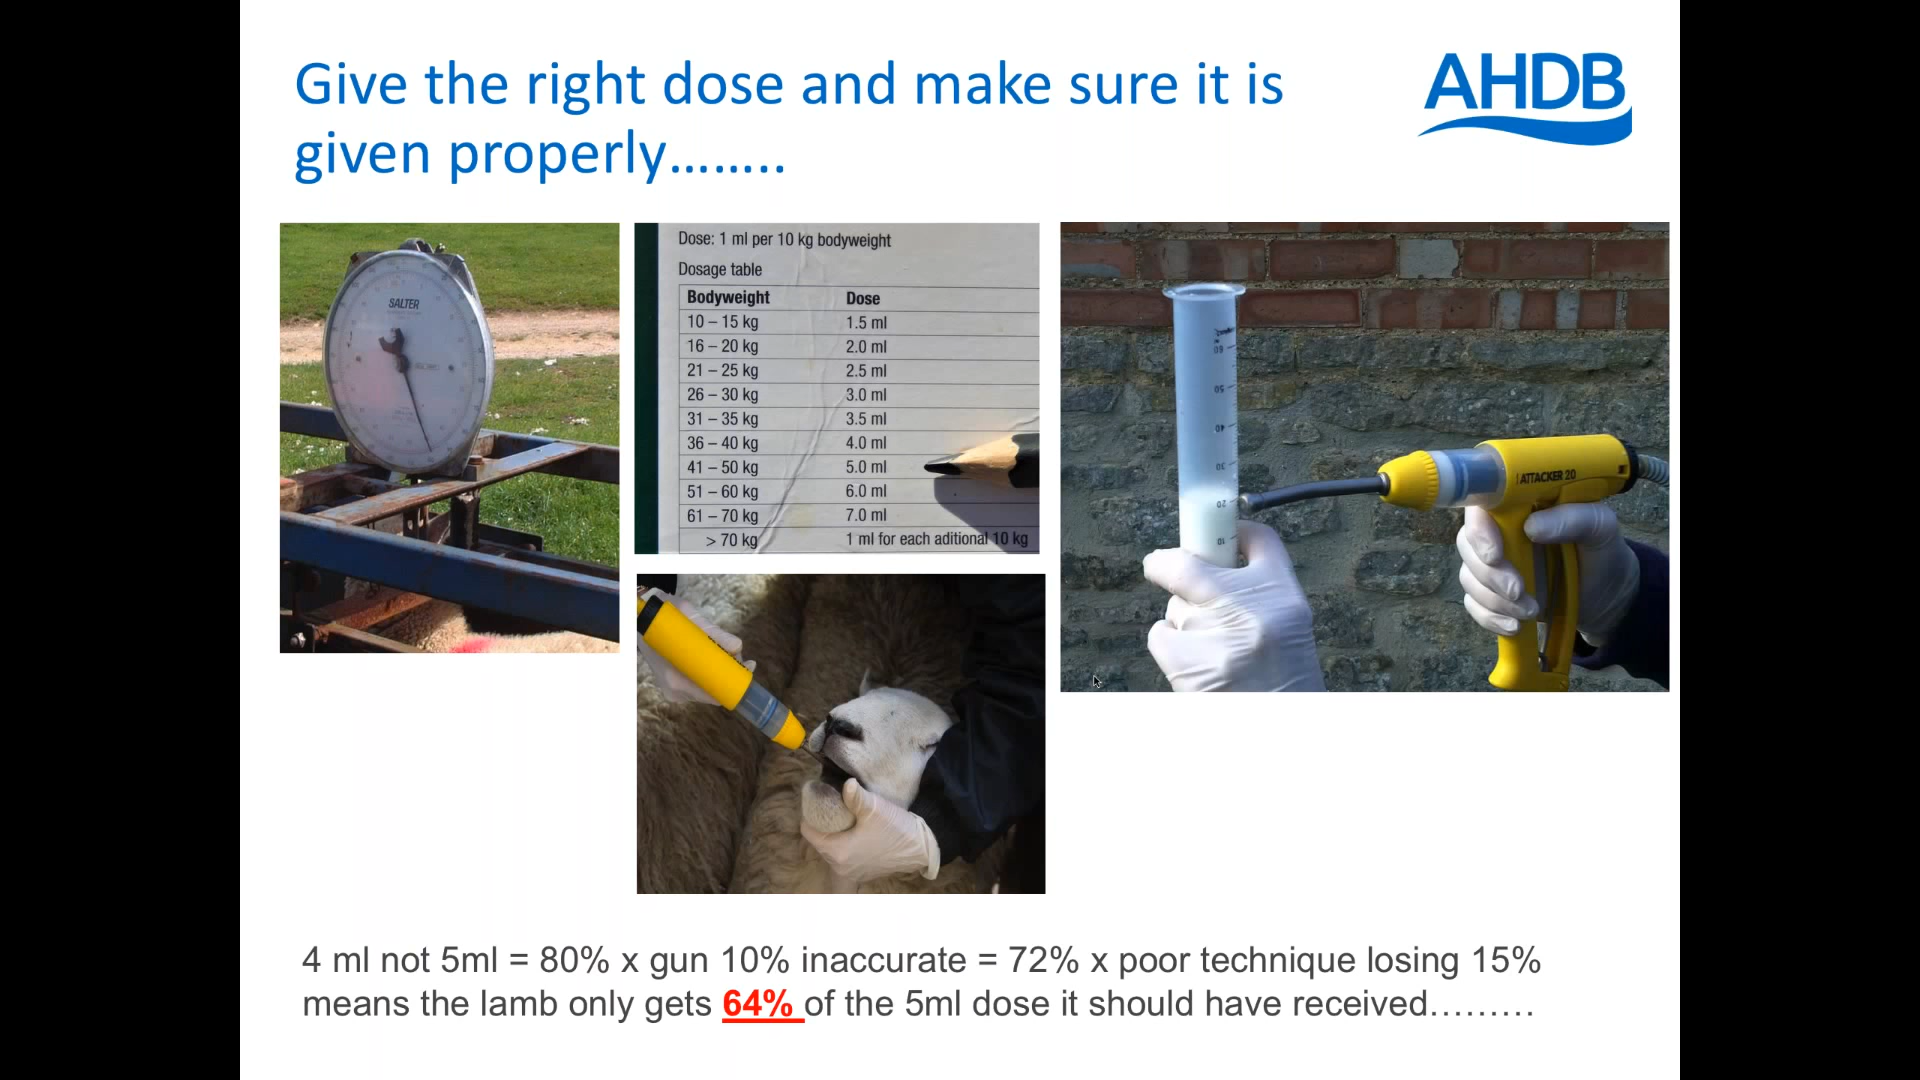 Give the right dose and make sure it is
given properly........
AHDB
SALTER
Dose: 1 ml per 10 kg bodyweight
Dosage table
Bodyweight Dose
10 – 15 kg 1.5 ml
16 – 20 kg 2.0 ml
21 – 25 kg 2.5 ml
26 – 30 kg 3.0 ml
31 – 35 kg 3.5 ml
36 – 40 kg 4.0 ml
41 – 50 kg 5.0 ml
51 – 60 kg 6.0 ml
61 – 70 kg 7.0 ml
> 70 kg 1 ml for each aditional 10 kg
60
50
40
30
20
10
ATTACKER 20
4 ml not 5ml = 80% x gun 10% inaccurate = 72% x poor technique losing 15%
means the lamb only gets 64% of the 5ml dose it should have received………